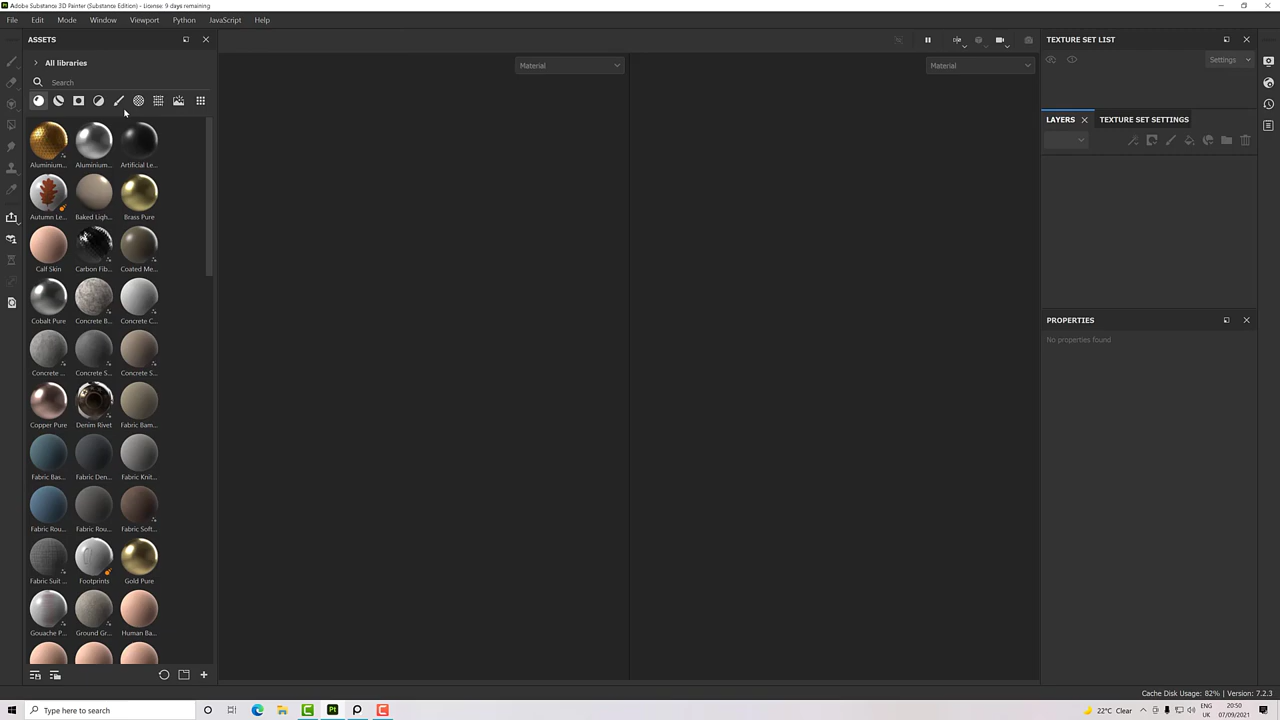 Adobe Substance 3D Painter (Substance Edition) - License: 9 days remaining
File Edit Mode Window Viewport Python JavaScript Help
ASSETS
All libraries
Search
Aluminium... Aluminium... Artificial Le...
Autumn Le... Baked Ligh... Brass Pure
Calf Skin Carbon Fib... Coated Me...
Cobalt Pure Concrete B... Concrete C...
Concrete ... Concrete S... Concrete S...
Copper Pure Denim Rivet Fabric Bam...
Fabric Bas... Fabric Den... Fabric Knit...
Fabric Rou... Fabric Rou... Fabric Soft...
Fabric Suit ... Footprints Gold Pure
Gouache P... Ground Gr... Human Ba...
Material
Material
TEXTURE SET LIST
Settings
LAYERS TEXTURE SET SETTINGS
PROPERTIES
No properties found
Cache Disk Usage: 82% | Version: 7.2.3
Type here to search
22°C Clear
ENG
UK
20:50
07/09/2021